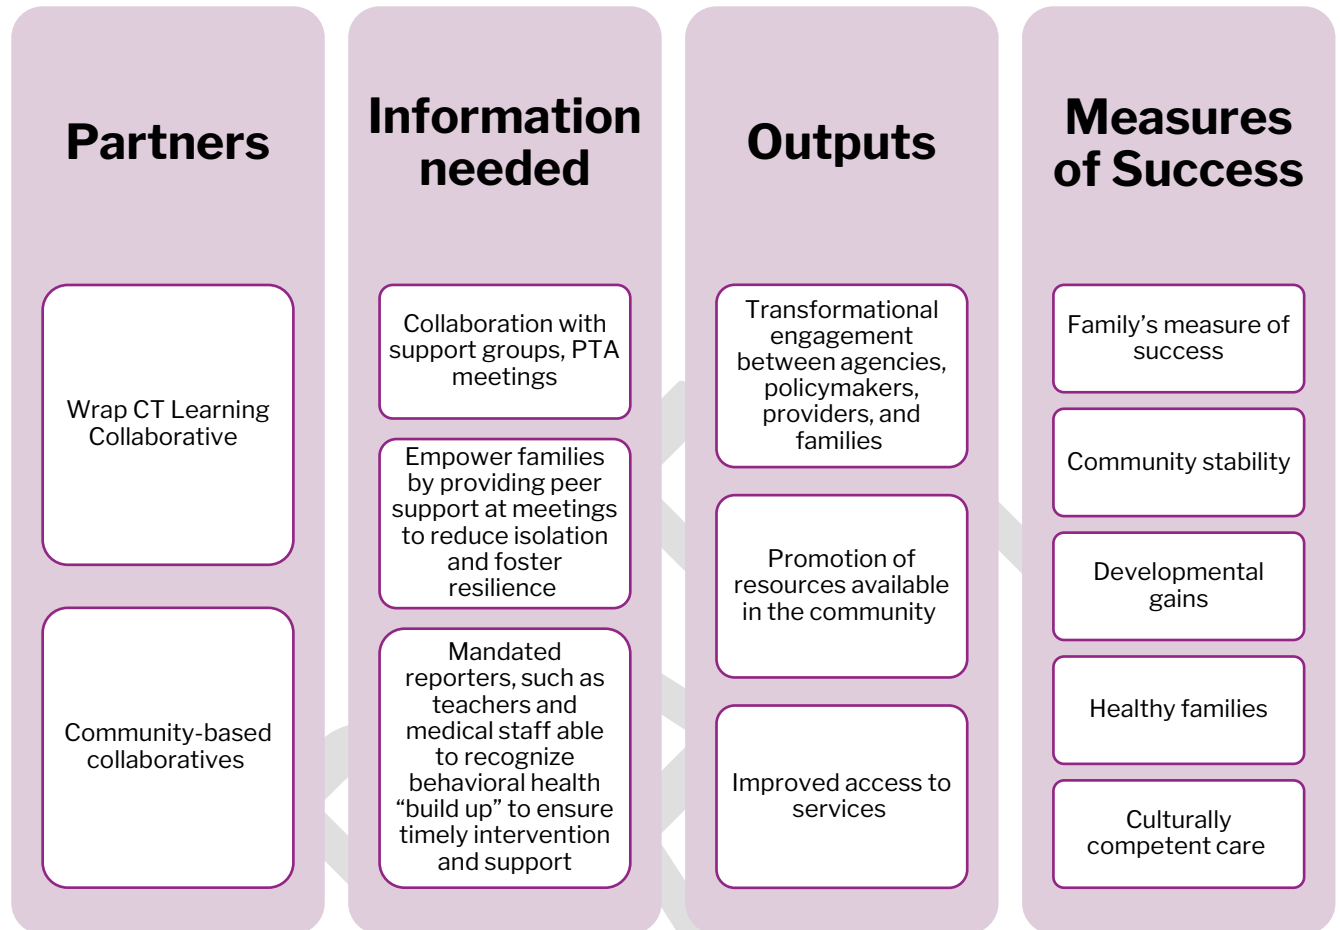 Partners
Wrap CT Learning
Collaborative
Community-based
collaboratives
Information
needed
Collaboration with
support groups, PTA
meetings
Empower families
by providing peer
support at meetings
to reduce isolation
and foster
resilience
Mandated
reporters, such as
teachers and
medical staff able
to recognize
behavioral health
“build up” to ensure
timely intervention
and support
Outputs
Transformational
engagement
between agencies,
policymakers,
providers, and
families
Promotion of
resources available
in the community
Improved access to
services
Measures
of Success
Family’s measure of
success
Community stability
Developmental
gains
Healthy families
Culturally
competent care